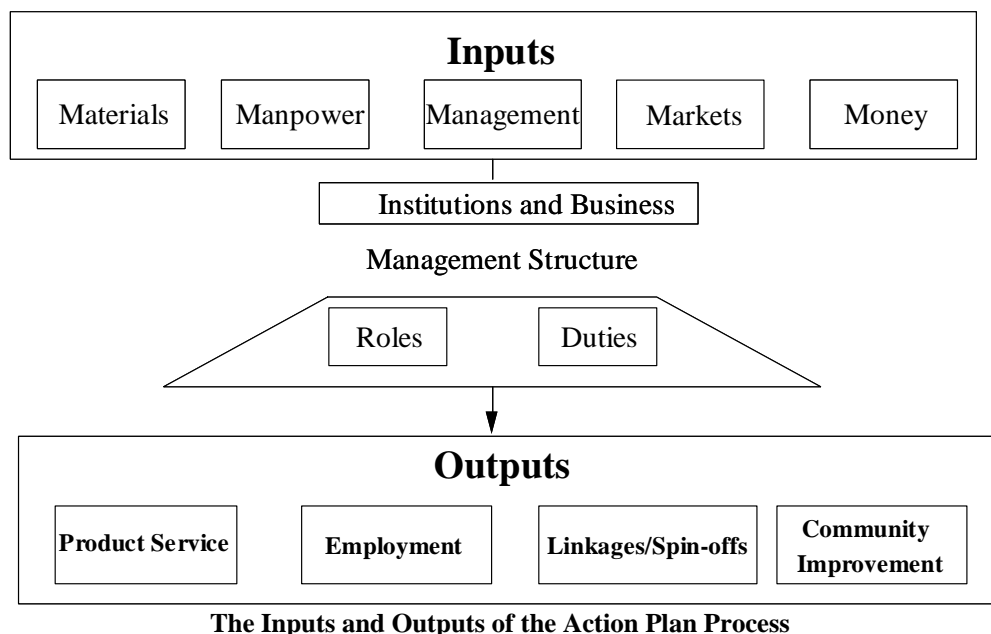 Inputs
Materials Manpower Management Markets Money
Institutions and Business
Management Structure
Roles Duties
Outputs
Product Service Employment Linkages/Spin-offs Community Improvement
The Inputs and Outputs of the Action Plan Process